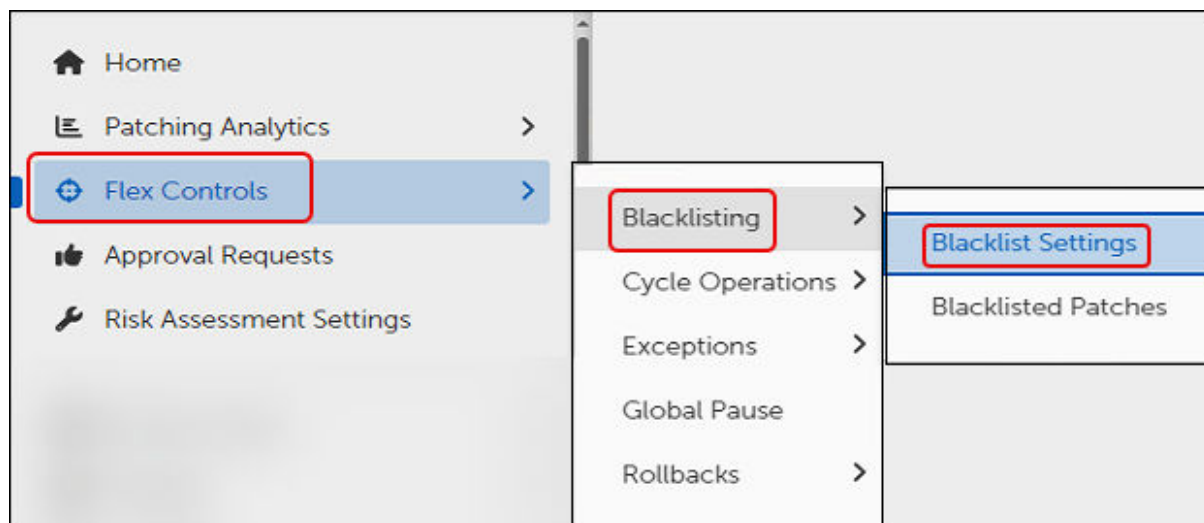 Home
Patching Analytics
Flex Controls
Approval Requests
Risk Assessment Settings
Blacklisting
Cycle Operations
Exceptions
Global Pause
Rollbacks
Blacklist Settings
Blacklisted Patches